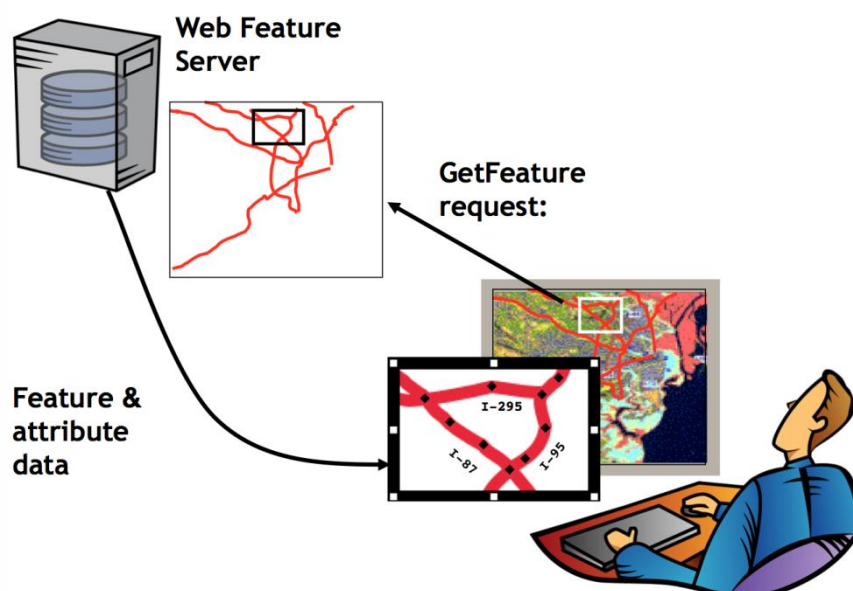 Web Feature
Server
GetFeature
request:
Feature &
attribute
data
I-295
I-87
I-95